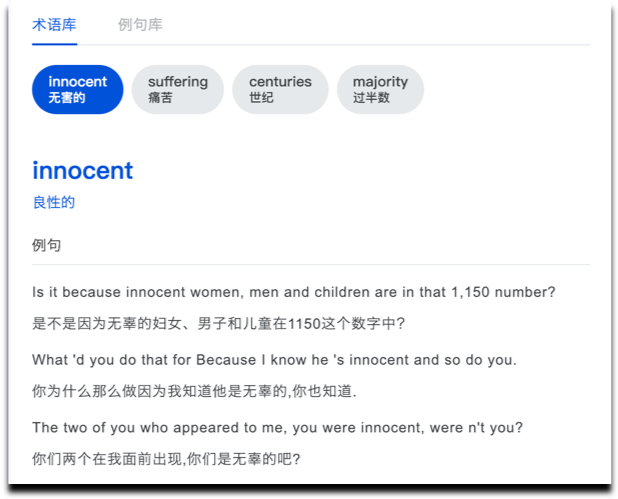 术语库 例句库
innocent suffering centuries majority
无害的 痛苦 世纪 过半数
innocent
良性的
例句
Is it because innocent women, men and children are in that 1,150 number?
是不是因为无辜的妇女、男子和儿童在1150这个数字中?
What 'd you do that for Because I know he 's innocent and so do you.
你为什么那么做因为我知道他是无辜的,你也知道.
The two of you who appeared to me, you were innocent, were n't you?
你们两个在我面前出现,你们是无辜的吧?